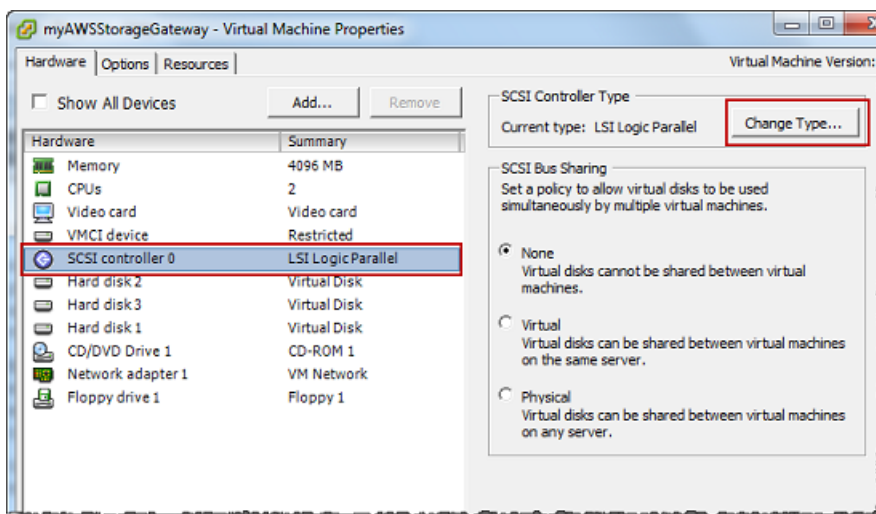 myAWSStorageGateway - Virtual Machine Properties
Hardware Options Resources
Virtual Machine Version:
Show All Devices
Add...
Remove
Hardware Summary
Memory 4096 MB
CPUs 2
Video card Video card
VMCI device Restricted
SCSI controller 0 LSI Logic Parallel
Hard disk 2 Virtual Disk
Hard disk 3 Virtual Disk
Hard disk 1 Virtual Disk
CD/DVD Drive 1 CD-ROM 1
Network adapter 1 VM Network
Floppy drive 1 Floppy 1
SCSI Controller Type
Current type: LSI Logic Parallel
Change Type...
SCSI Bus Sharing
Set a policy to allow virtual disks to be used
simultaneously by multiple virtual machines.
None
Virtual disks cannot be shared between virtual
machines.
Virtual
Virtual disks can be shared between virtual machines
on the same server.
Physical
Virtual disks can be shared between virtual machines
on any server.